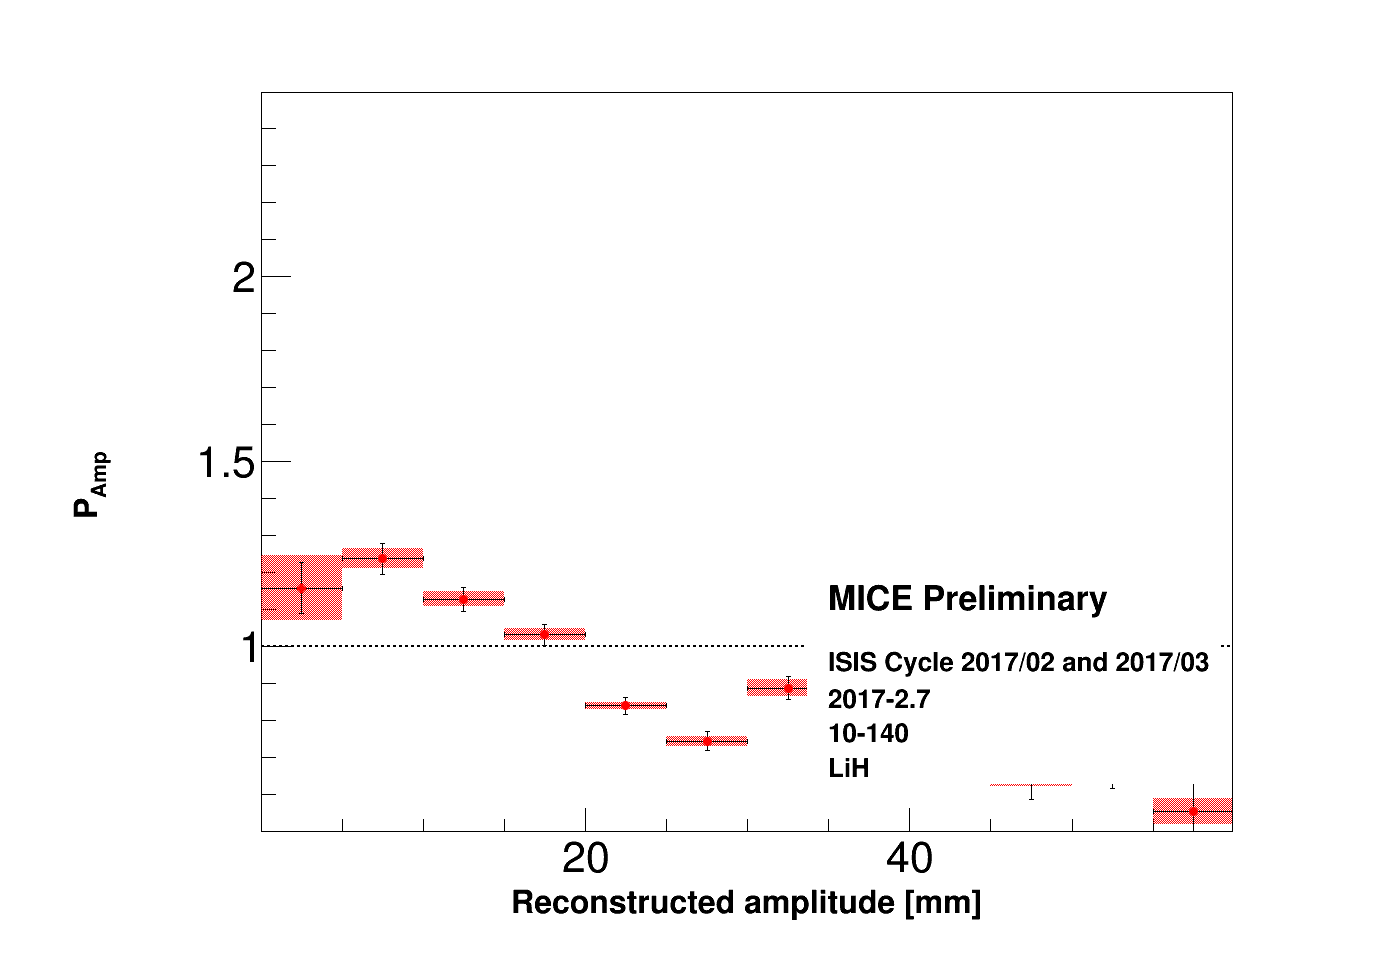 2
1.5
1
P_Amp
MICE Preliminary
ISIS Cycle 2017/02 and 2017/03
2017-2.7
10-140
LiH
20 40
Reconstructed amplitude [mm]